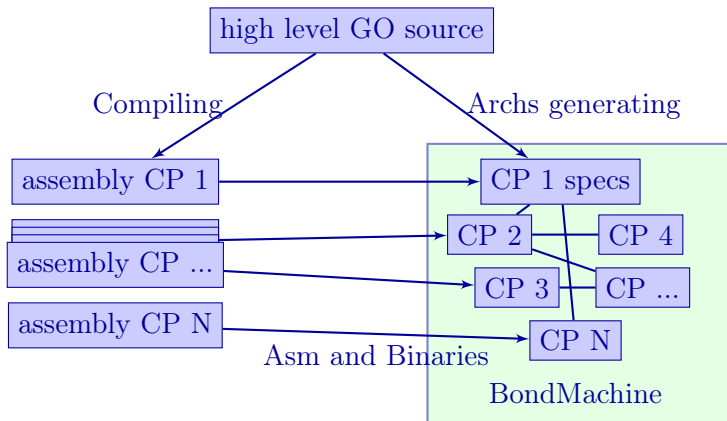 high level GO source
Compiling
Archs generating
assembly CP 1
CP 1 specs
CP 2
CP 4
assembly CP ...
CP 3
CP ...
assembly CP N
CP N
Asm and Binaries
BondMachine